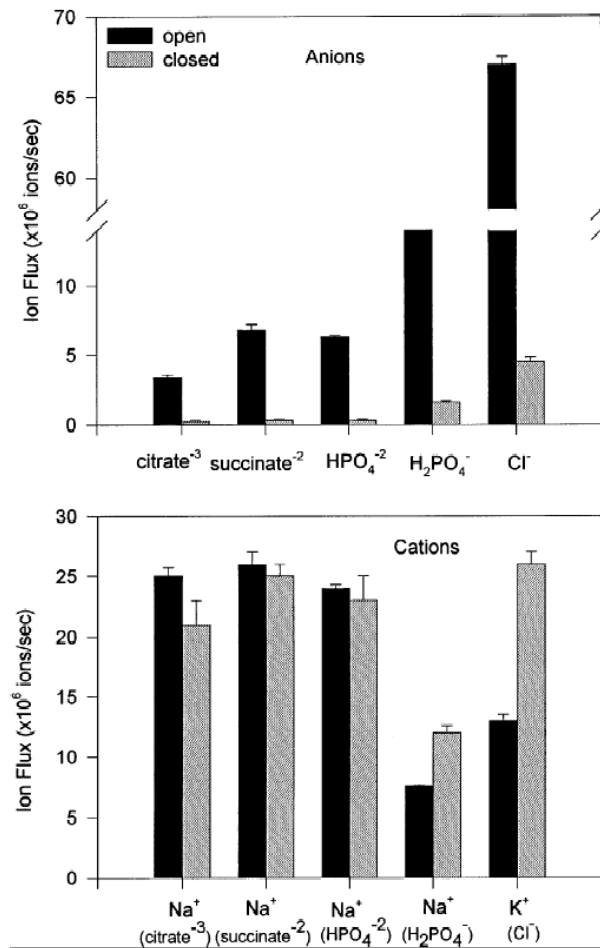 70
open
closed
Anions
65
60
10
5
0
Ion Flux (x10⁶ ions/sec)
citrate⁻³ succinate⁻² HPO₄⁻² H₂PO₄⁻ Cl⁻
30
Cations
25
20
15
10
5
0
Ion Flux (x10⁶ ions/sec)
Na⁺ Na⁺ Na⁺ Na⁺ K⁺
(citrate⁻³) (succinate⁻²) (HPO₄⁻²) (H₂PO₄⁻) (Cl⁻)